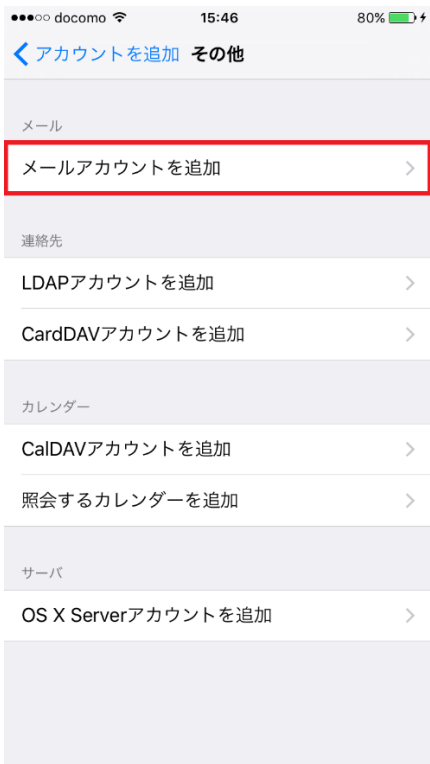 docomo 15:46 80%
アカウントを追加 その他
メール
メールアカウントを追加
連絡先
LDAPアカウントを追加
CardDAVアカウントを追加
カレンダー
CalDAVアカウントを追加
照会するカレンダーを追加
サーバ
OS X Serverアカウントを追加